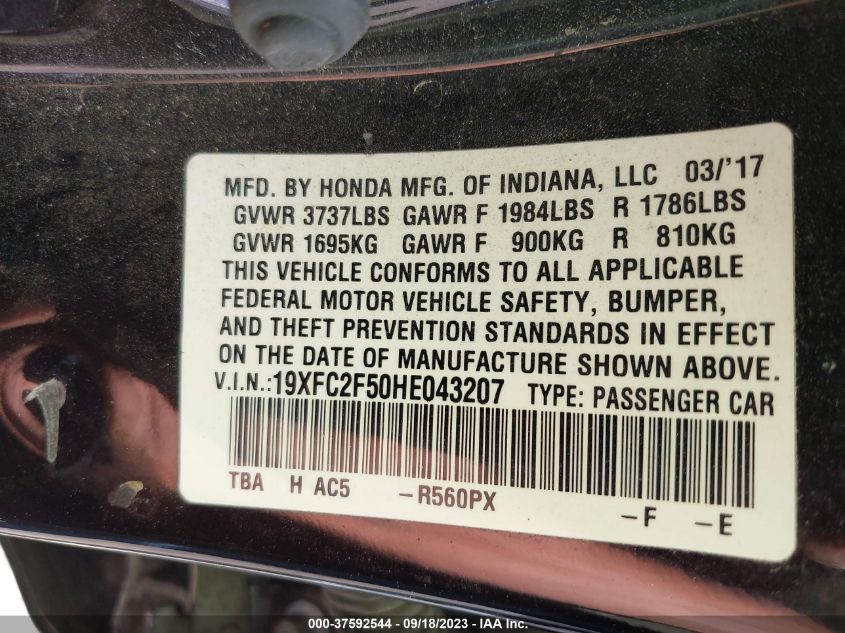 MFD. BY HONDA MFG. OF INDIANA, LLC 03/'17
GVWR 3737LBS GAWR F 1984LBS R 1786LBS
GVWR 1695KG GAWR F 900KG R 810KG
THIS VEHICLE CONFORMS TO ALL APPLICABLE
FEDERAL MOTOR VEHICLE SAFETY, BUMPER,
AND THEFT PREVENTION STANDARDS IN EFFECT
ON THE DATE OF MANUFACTURE SHOWN ABOVE.
V.I.N.:19XFC2F50HE043207 TYPE: PASSENGER CAR
TBA H AC5 –R560PX –F –E
000-37592544 - 09/18/2023 - IAA Inc.